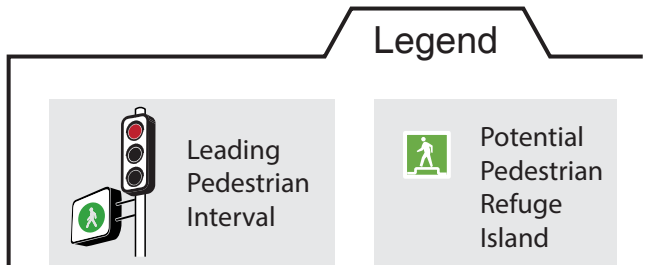 Legend
Leading
Pedestrian
Interval
Potential
Pedestrian
Refuge
Island